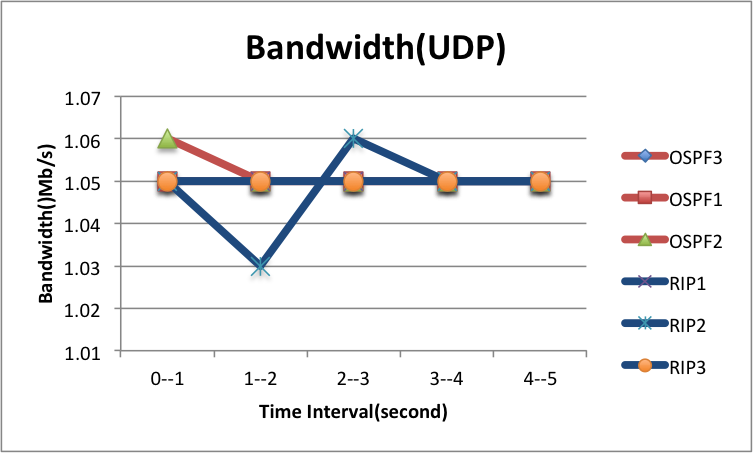 Bandwidth(UDP)
1.07
1.06
1.05
1.04
1.03
1.02
1.01
Bandwidth()Mb/s)
0--1 1--2 2--3 3--4 4--5
Time Interval(second)
OSPF3
OSPF1
OSPF2
RIP1
RIP2
RIP3